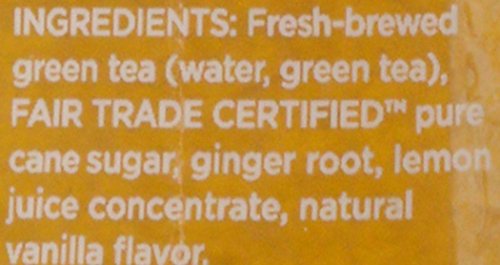 INGREDIENTS: Fresh-brewed
green tea (water, green tea),
FAIR TRADE CERTIFIED™ pure
cane sugar, ginger root, lemon
juice concentrate, natural
vanilla flavor.